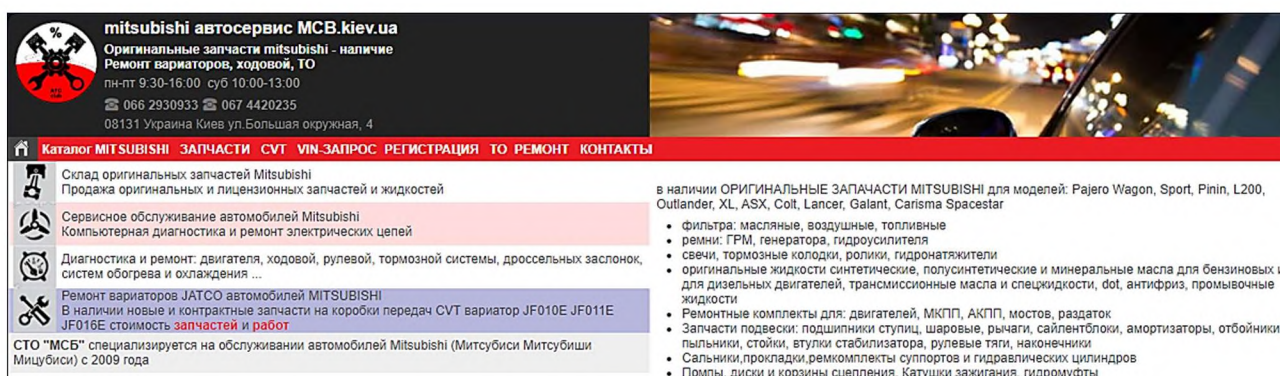 mitsubishi автосервис МСВ.kiev.ua
Оригинальные запчасти mitsubishi - наличие
Ремонт вариаторов, ходовой, ТО
пн-пт 9:30-16:00 суб 10:00-13:00
☎ 066 2930933 ☎ 067 4420235
08131 Украина Киев ул.Большая окружная, 4
Каталог MITSUBISHI ЗАПЧАСТИ CVT VIN-ЗАПРОС РЕГИСТРАЦИЯ ТО РЕМОНТ КОНТАКТЫ
Склад оригинальных запчастей Mitsubishi
Продажа оригинальных и лицензионных запчастей и жидкостей
Сервисное обслуживание автомобилей Mitsubishi
Компьютерная диагностика и ремонт электрических цепей
Диагностика и ремонт: двигателя, ходовой, рулевой, тормозной системы, дроссельных заслонок,
систем обогрева и охлаждения ...
Ремонт вариаторов JATCO автомобилей MITSUBISHI
В наличии новые и контрактные запчасти на коробки передач CVT вариатор JF010E JF011E
JF016E стоимость запчастей и работ
СТО "МСБ" специализируется на обслуживании автомобилей Mitsubishi (Митсубиси Митсубиши
Мицубиси) с 2009 года
в наличии ОРИГИНАЛЬНЫЕ ЗАПАЧАСТИ MITSUBISHI для моделей: Pajero Wagon, Sport, Pinin, L200,
Outlander, XL, ASX, Colt, Lancer, Galant, Carisma Spacestar
• фильтра: масляные, воздушные, топливные
• ремни: ГРМ, генератора, гидроусилителя
• свечи, тормозные колодки, ролики, гидронатяжители
• оригинальные жидкости синтетические, полусинтетические и минеральные масла для бензиновых и
для дизельных двигателей, трансмиссионные масла и спецжидкости, dot, антифриз, промывочные
жидкости
• Ремонтные комплекты для: двигателей, МКПП, АКПП, мостов, раздаток
• Запчасти подвески: подшипники ступиц, шаровые, рычаги, сайлентблоки, амортизаторы, отбойники
пыльники, стойки, втулки стабилизатора, рулевые тяги, наконечники
• Сальники,прокладки,ремкомплекты суппортов и гидравлических цилиндров
• Помпы, диски и корзины сцепления, Катушки зажигания, гидромуфты